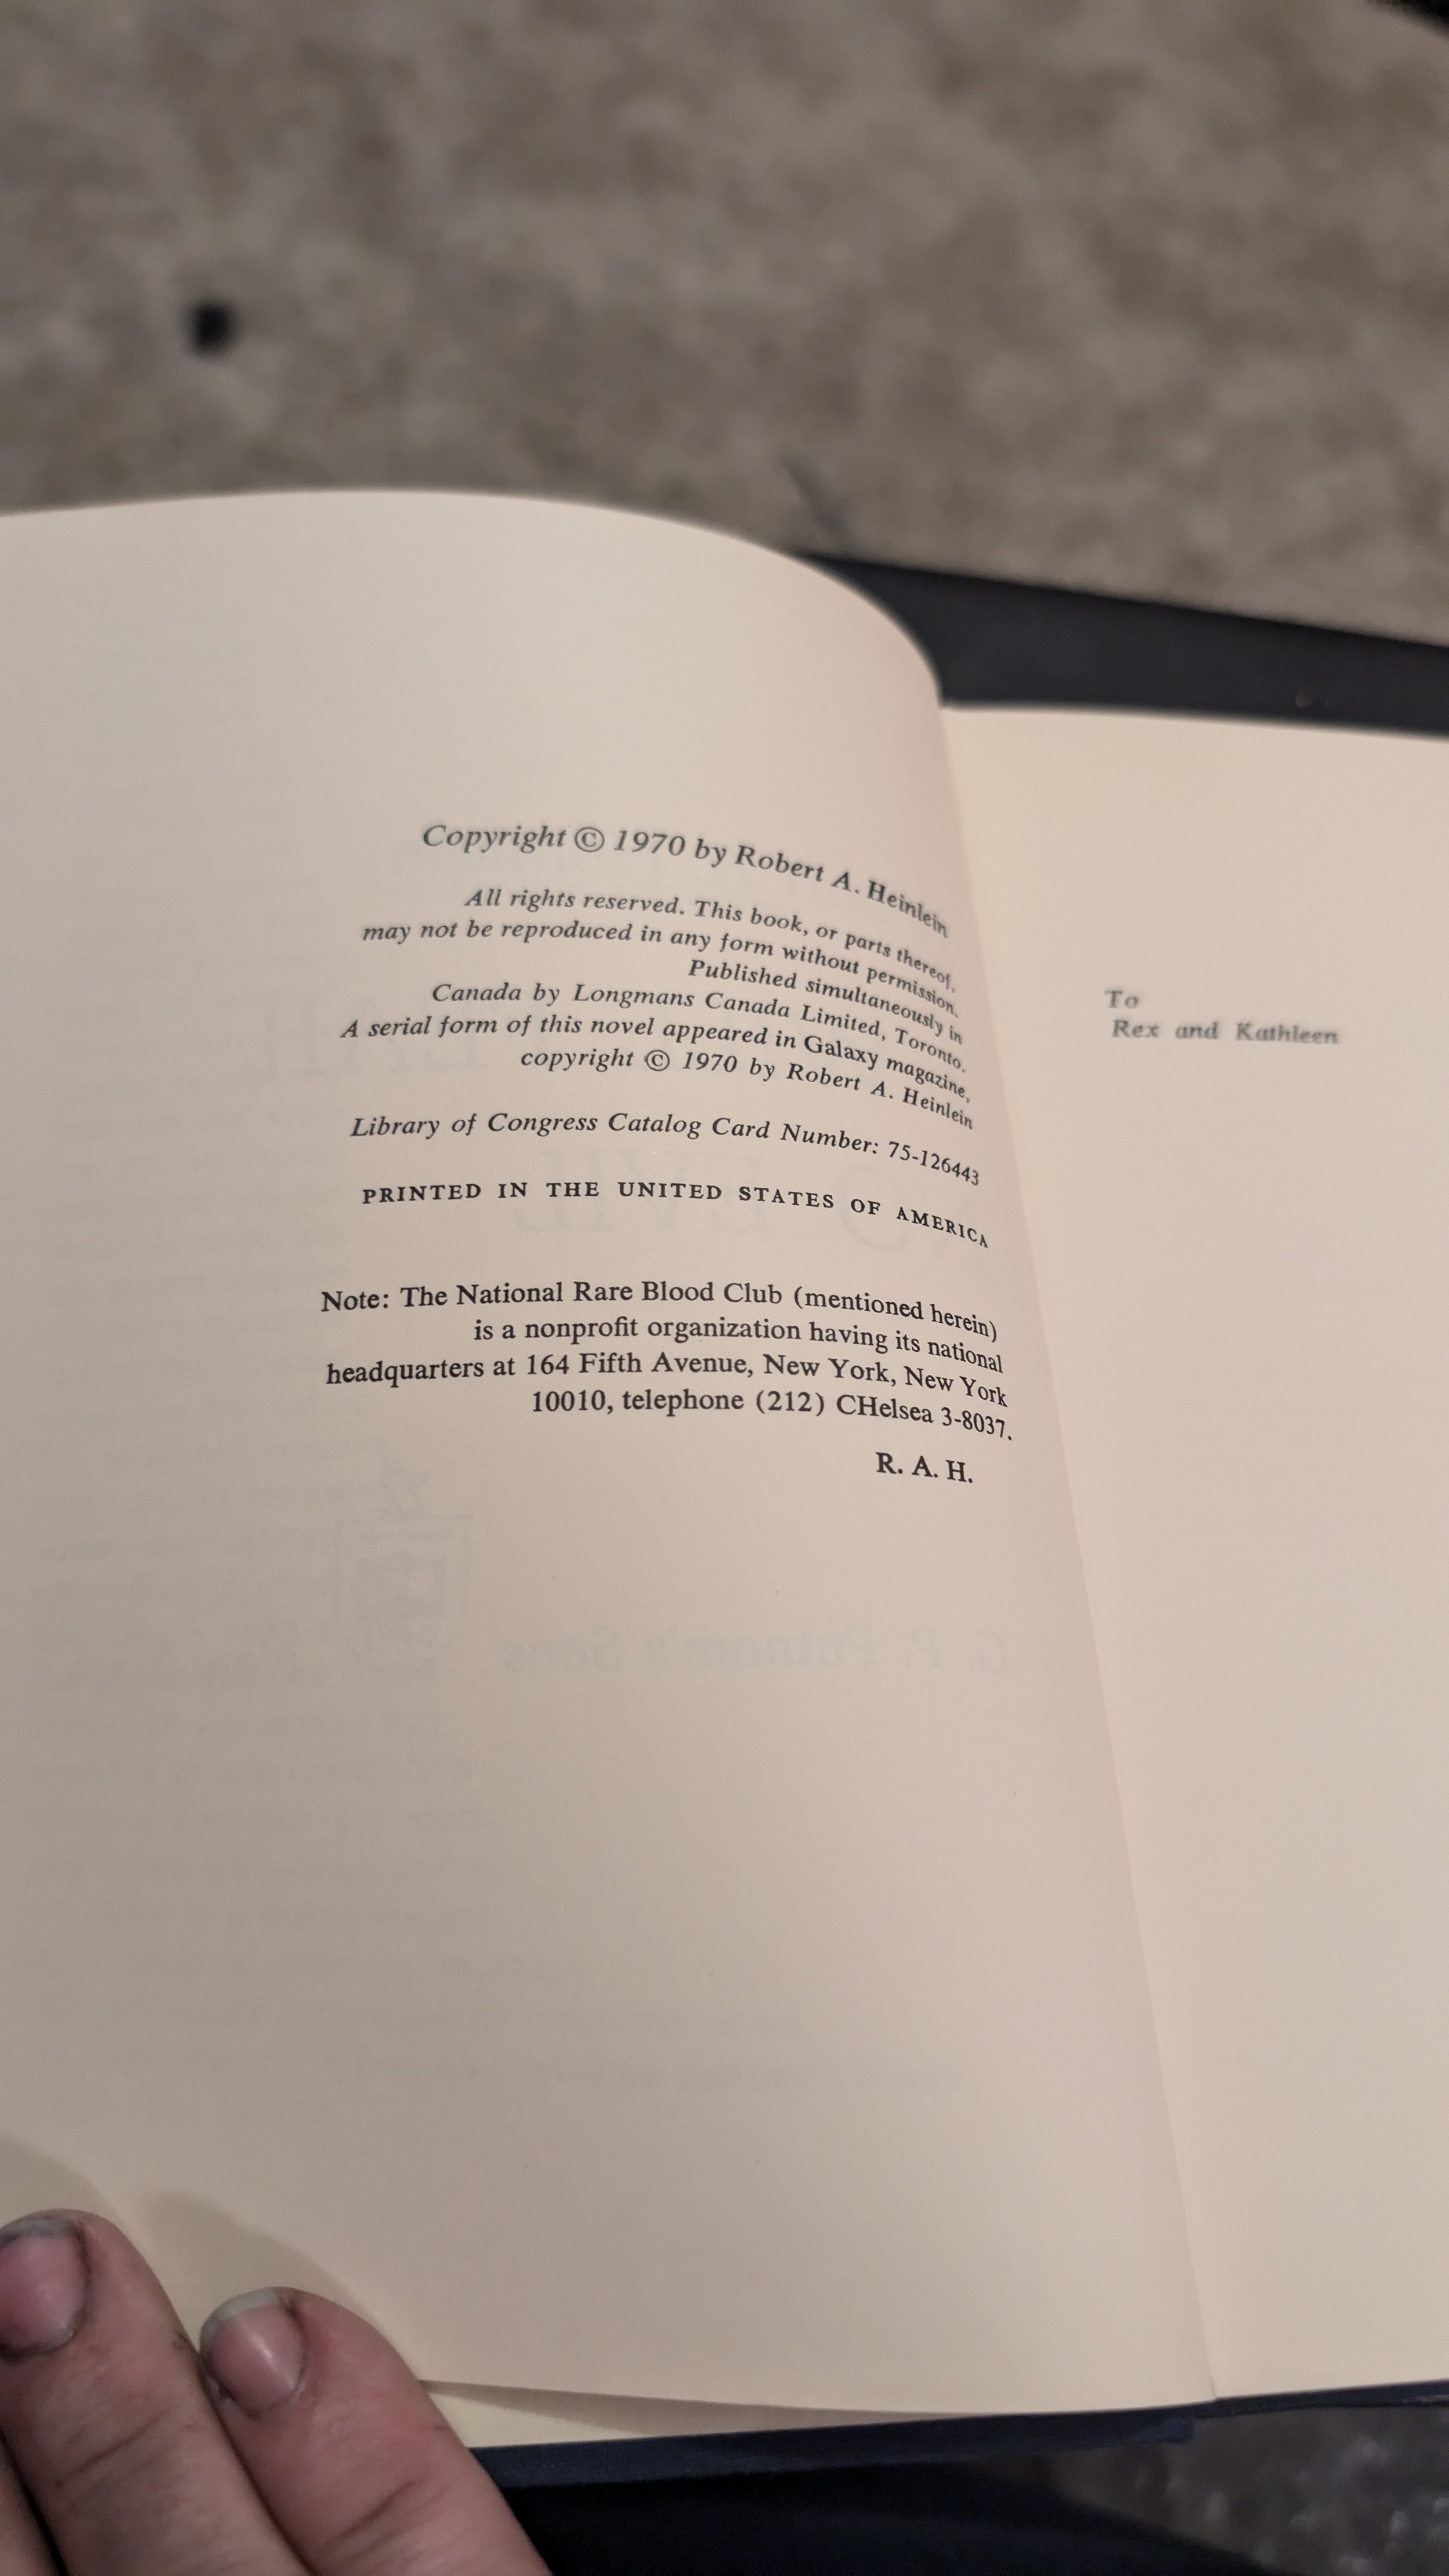 Copyright © 1970 by Robert A. Heinlein
All rights reserved. This book, or parts thereof,
may not be reproduced in any form without permission.
Published simultaneously in
Canada by Longmans Canada Limited, Toronto.
A serial form of this novel appeared in Galaxy magazine,
copyright © 1970 by Robert A. Heinlein
Library of Congress Catalog Card Number: 75-126443
PRINTED IN THE UNITED STATES OF AMERICA
Note: The National Rare Blood Club (mentioned herein)
is a nonprofit organization having its national
headquarters at 164 Fifth Avenue, New York, New York
10010, telephone (212) CHelsea 3-8037.
R. A. H.
To
Rex and Kathleen